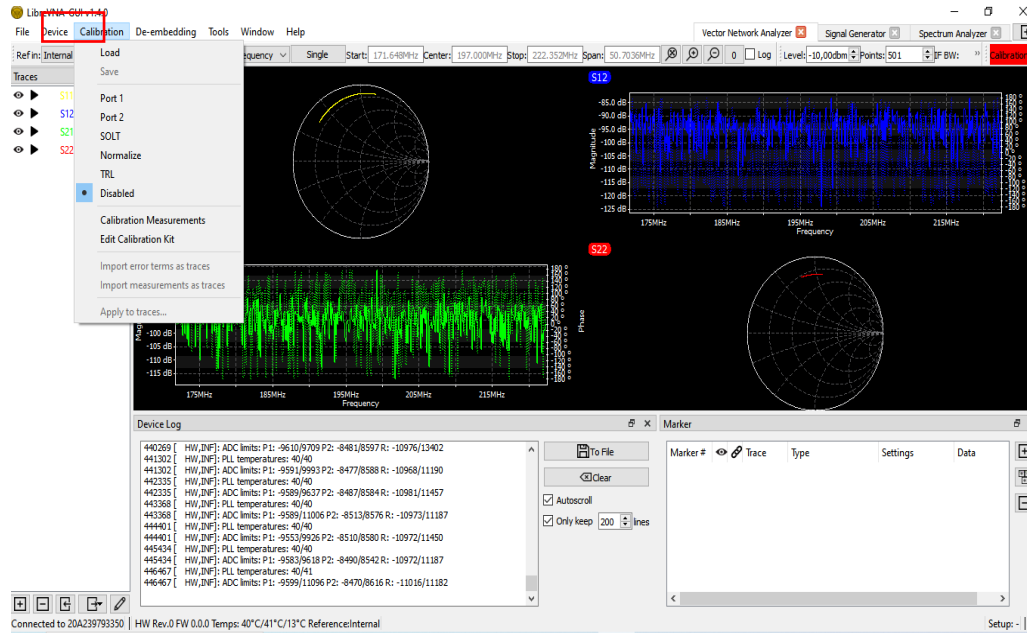 LibreVNA-GUI v1.4.0
File Device Calibration De-embedding Tools Window Help
Vector Network Analyzer Signal Generator Spectrum Analyzer
Ref in: Internal equency Single Start: 171.648MHz Center: 197.000MHz Stop: 222.352MHz Span: 50.7036MHz 0 Log Level: -10,00dbm Points: 501 IF BW: » Calibration
Traces
S11
S12
S21
S22
Load
Save
Port 1
Port 2
SOLT
Normalize
TRL
Disabled
Calibration Measurements
Edit Calibration Kit
Import error terms as traces
Import measurements as traces
Apply to traces...
S12
-85.0 dB
-90.0 dB
-95.0 dB
-100 dB
-105 dB
-110 dB
-115 dB
-120 dB
-125 dB
Magnitude
175MHz 185MHz 195MHz 205MHz 215MHz
Frequency
S22
-100 dB
-105 dB
-110 dB
-115 dB
Phase
175MHz 185MHz 195MHz 205MHz 215MHz
Frequency
Device Log
440269 [ HW,INF]: ADC limits: P1: -9610/9709 P2: -8481/8597 R: -10976/13402
441302 [ HW,INF]: PLL temperatures: 40/40
441302 [ HW,INF]: ADC limits: P1: -9591/9993 P2: -8477/8588 R: -10968/11190
442335 [ HW,INF]: PLL temperatures: 40/40
442335 [ HW,INF]: ADC limits: P1: -9589/9637 P2: -8487/8584 R: -10981/11457
443368 [ HW,INF]: PLL temperatures: 40/40
443368 [ HW,INF]: ADC limits: P1: -9589/11006 P2: -8513/8576 R: -10973/11187
444401 [ HW,INF]: PLL temperatures: 40/40
444401 [ HW,INF]: ADC limits: P1: -9553/9926 P2: -8510/8580 R: -10972/11450
445434 [ HW,INF]: PLL temperatures: 40/40
445434 [ HW,INF]: ADC limits: P1: -9583/9618 P2: -8490/8542 R: -10972/11187
446467 [ HW,INF]: PLL temperatures: 40/41
446467 [ HW,INF]: ADC limits: P1: -9599/11096 P2: -8470/8616 R: -11016/11182
To File
Clear
Autoscroll
Only keep 200 lines
Marker
Marker # Trace Type Settings Data
Connected to 20A239793350 HW Rev.0 FW 0.0.0 Temps: 40°C/41°C/13°C Reference:Internal Setup: -